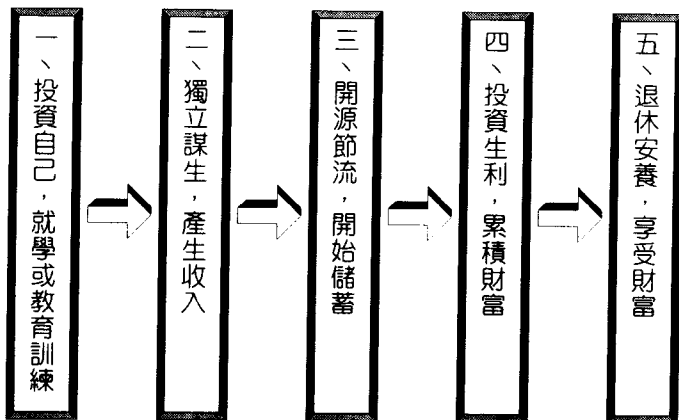 一、投資自己，就學或教育訓練
二、獨立謀生，產生收入
三、開源節流，開始儲蓄
四、投資生利，累積財富
五、退休安養，享受財富